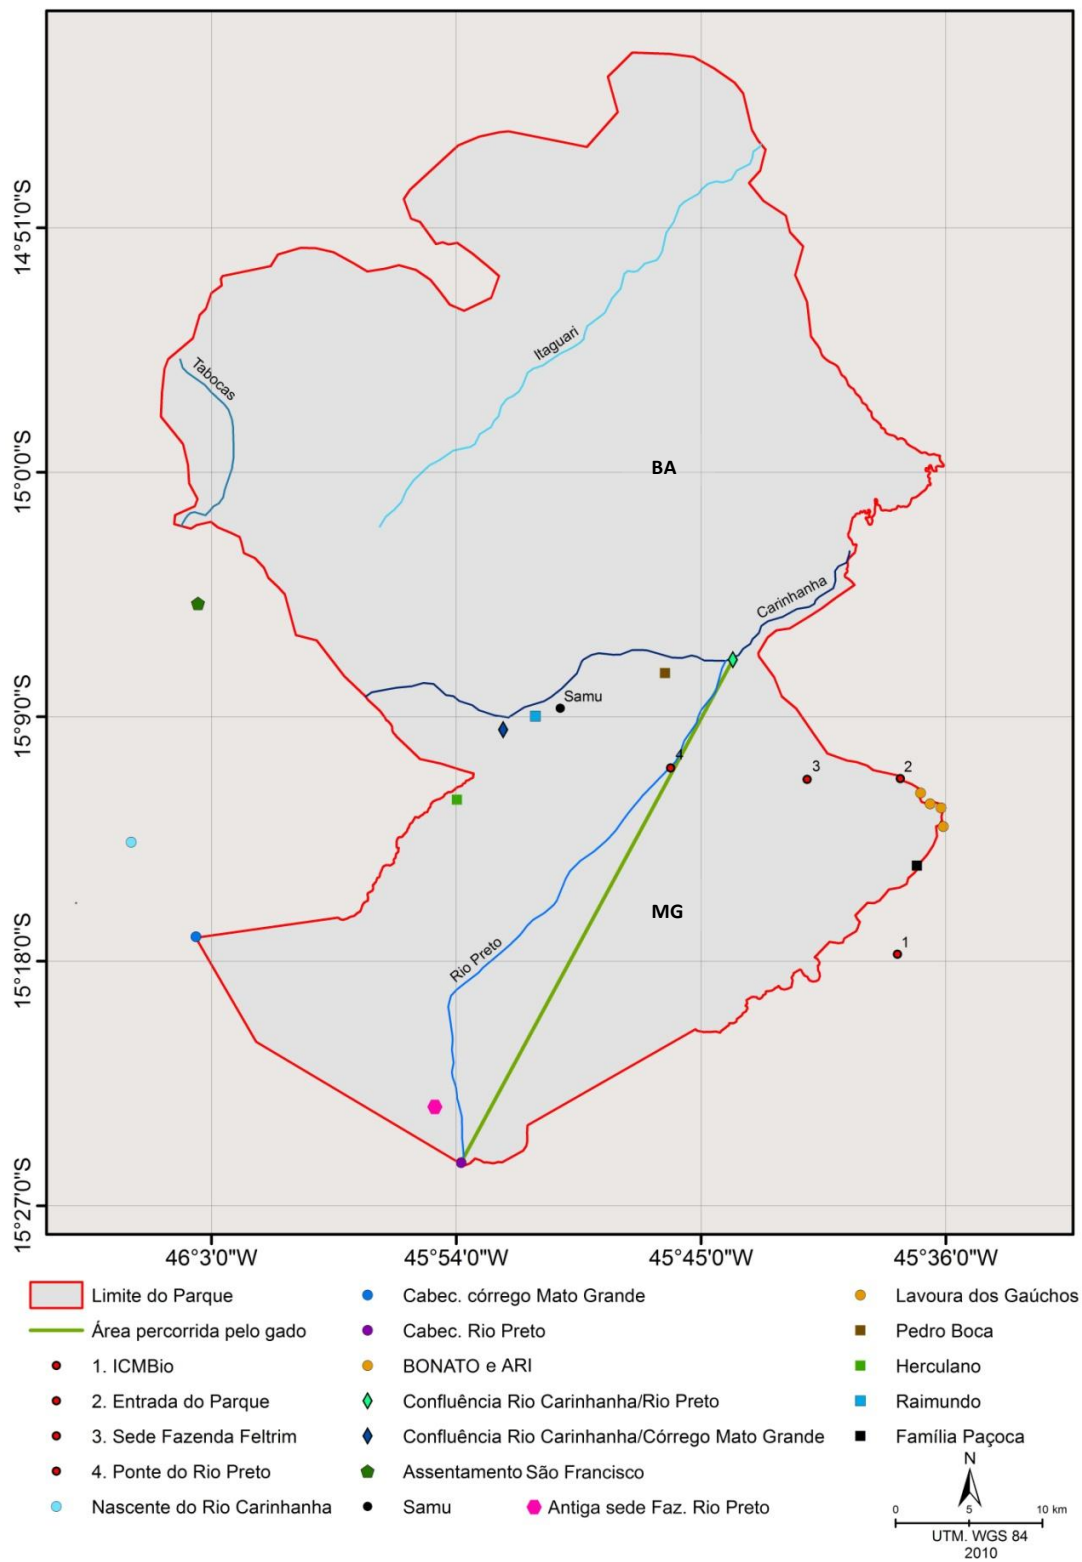 14°51'0"S
Itaguari
Tabocas
15°0'0"S
BA
Carinhanha
Samu
15°9'0"S
4
3
2
MG
1
15°18'0"S
Rio Preto
15°27'0"S
46°3'0"W
45°54'0"W
45°45'0"W
45°36'0"W
Limite do Parque
Área percorrida pelo gado
1. ICMBio
2. Entrada do Parque
3. Sede Fazenda Feltrim
4. Ponte do Rio Preto
Nascente do Rio Carinhanha
Cabec. córrego Mato Grande
Cabec. Rio Preto
BONATO e ARI
Confluência Rio Carinhanha/Rio Preto
Confluência Rio Carinhanha/Córrego Mato Grande
Assentamento São Francisco
Samu
Antiga sede Faz. Rio Preto
Lavoura dos Gaúchos
Pedro Boca
Herculano
Raimundo
Família Paçoca
N
0 5 10 km
UTM. WGS 84
2010